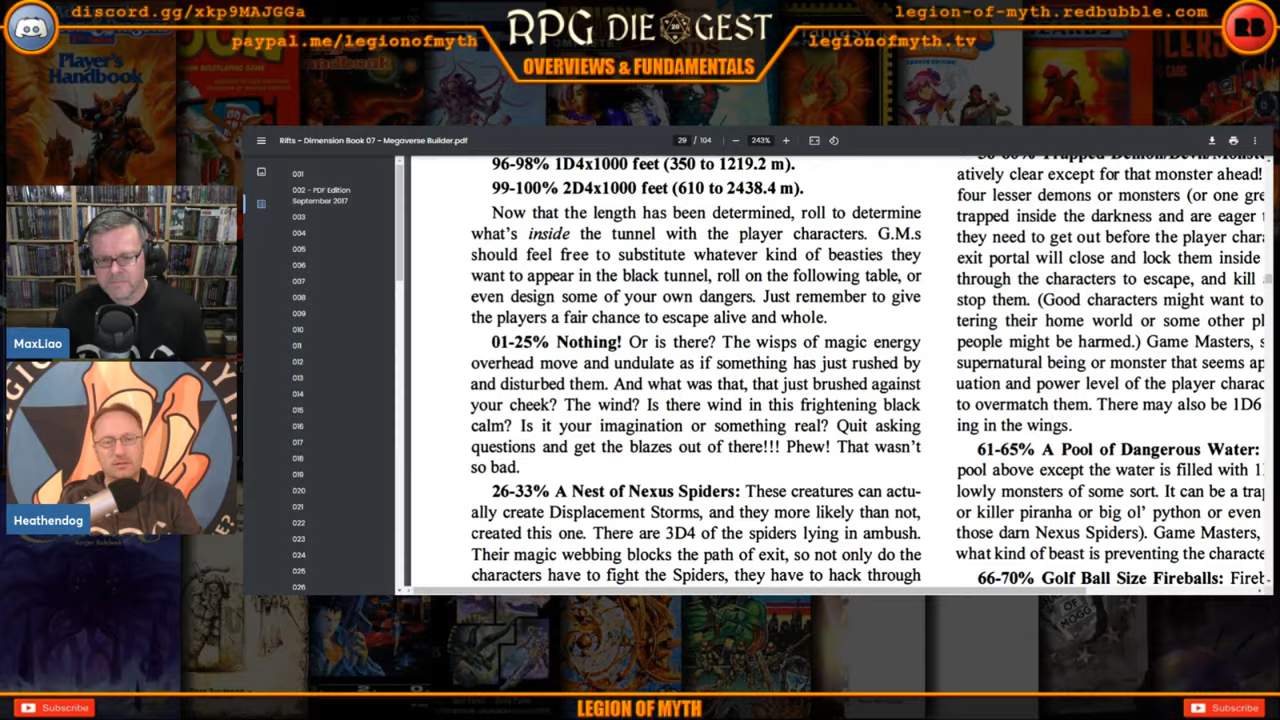 discord.gg/xkp9MAJGGa
paypal.me/legionofmyth
RPG DIE GEST
OVERVIEWS & FUNDAMENTALS
legion-of-myth.redbubble.com
legionofmyth.tv
RB
Player's
Handbook
MaxLiao
Heathendog
Rifts - Dimension Book 07 - Megaverse Builder.pdf
29 / 104
243%
001
002 - PDF Edition
September 2017
003
004
005
006
007
008
009
010
011
012
013
014
015
016
017
018
019
020
021
022
023
024
025
026
96-98% 1D4x1000 feet (350 to 1219.2 m).
99-100% 2D4x1000 feet (610 to 2438.4 m).
Now that the length has been determined, roll to determine
what's inside the tunnel with the player characters. G.M.s
should feel free to substitute whatever kind of beasties they
want to appear in the black tunnel, roll on the following table, or
even design some of your own dangers. Just remember to give
the players a fair chance to escape alive and whole.
01-25% Nothing! Or is there? The wisps of magic energy
overhead move and undulate as if something has just rushed by
and disturbed them. And what was that, that just brushed against
your cheek? The wind? Is there wind in this frightening black
calm? Is it your imagination or something real? Quit asking
questions and get the blazes out of there!!! Phew! That wasn't
so bad.
26-33% A Nest of Nexus Spiders: These creatures can actu-
ally create Displacement Storms, and they more likely than not,
created this one. There are 3D4 of the spiders lying in ambush.
Their magic webbing blocks the path of exit, so not only do the
characters have to fight the Spiders, they have to hack through
atively clear except for that monster ahead!
four lesser demons or monsters (or one gre
trapped inside the darkness and are eager
they need to get out before the player char
exit portal will close and lock them inside
through the characters to escape, and kill
stop them. (Good characters might want to
tering their home world or some other pl
people might be harmed.) Game Masters, s
supernatural being or monster that seems ap
uation and power level of the player charac
to overmatch them. There may also be 1D6
ing in the wings.
61-65% A Pool of Dangerous Water:
pool above except the water is filled with 1
lowly monsters of some sort. It can be a tra
or killer piranha or big ol' python or even
those darn Nexus Spiders). Game Masters,
what kind of beast is preventing the characte
66-70% Golf Ball Size Fireballs: Firet
Subscribe
LEGION OF MYTH
Subscribe